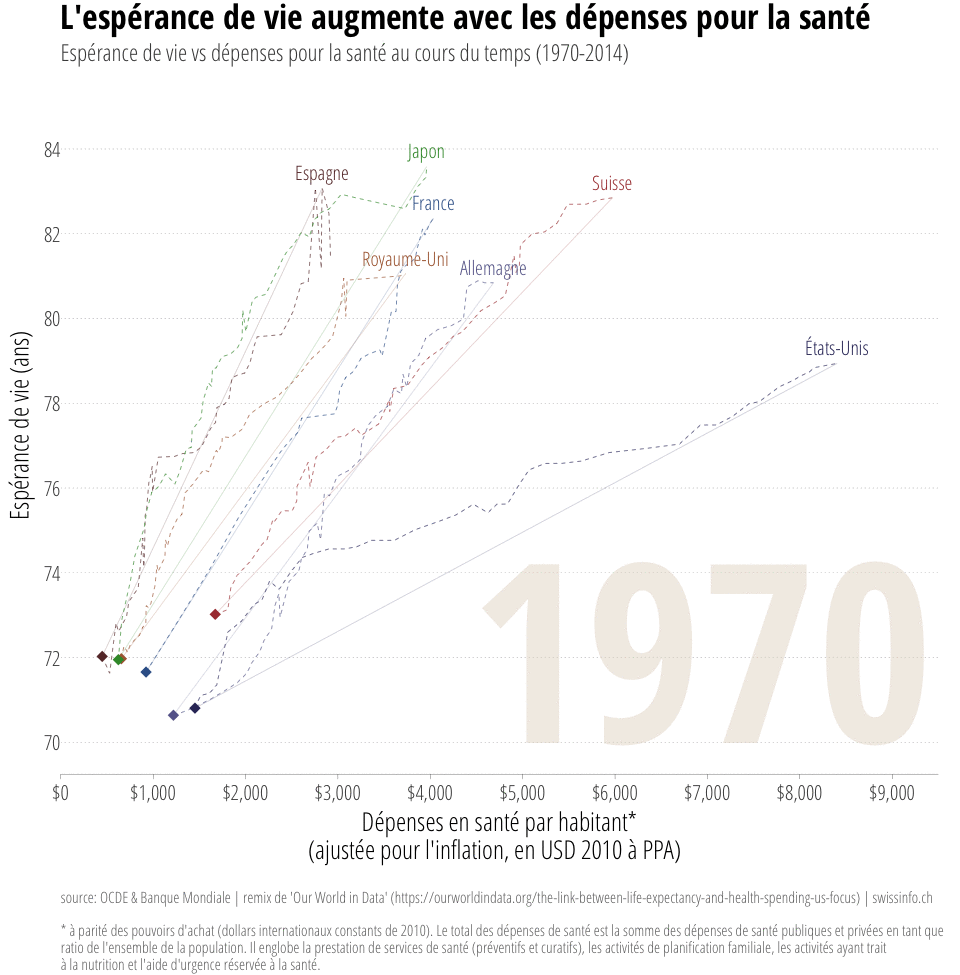 L'espérance de vie augmente avec les dépenses pour la santé
Espérance de vie vs dépenses pour la santé au cours du temps (1970-2014)
84
82
80
78
76
74
72
70
Espérance de vie (ans)
Japon
Espagne
Suisse
France
Royaume-Uni
Allemagne
États-Unis
1970
$0
$1,000
$2,000
$3,000
$4,000
$5,000
$6,000
$7,000
$8,000
$9,000
Dépenses en santé par habitant*
(ajustée pour l'inflation, en USD 2010 à PPA)
source: OCDE & Banque Mondiale | remix de 'Our World in Data' (https://ourworldindata.org/the-link-between-life-expectancy-and-health-spending-us-focus) | swissinfo.ch
* à parité des pouvoirs d'achat (dollars internationaux constants de 2010). Le total des dépenses de santé est la somme des dépenses de santé publiques et privées en tant que
ratio de l'ensemble de la population. Il englobe la prestation de services de santé (préventifs et curatifs), les activités de planification familiale, les activités ayant trait
à la nutrition et l'aide d'urgence réservée à la santé.